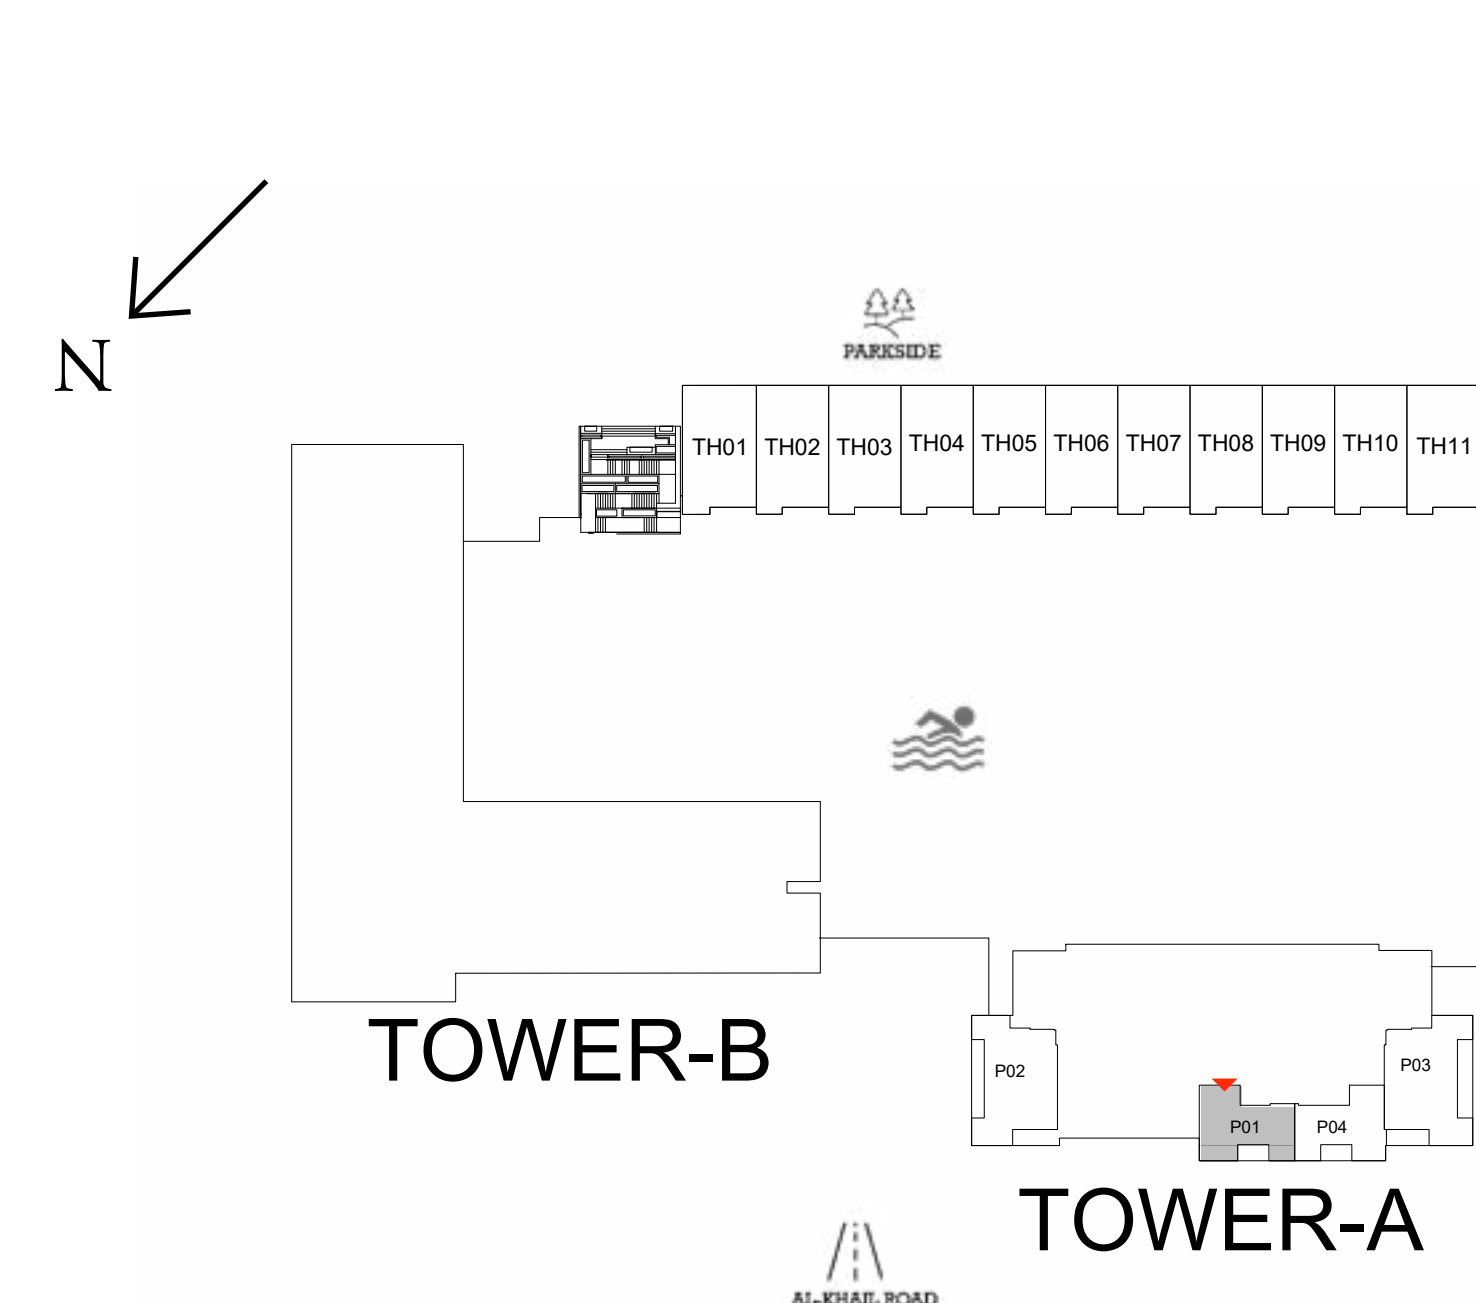 N
PARKSIDE
TH01 TH02 TH03 TH04 TH05 TH06 TH07 TH08 TH09 TH10 TH11
TOWER-B
P02
P03
P01
P04
TOWER-A
AL-KHAIL ROAD